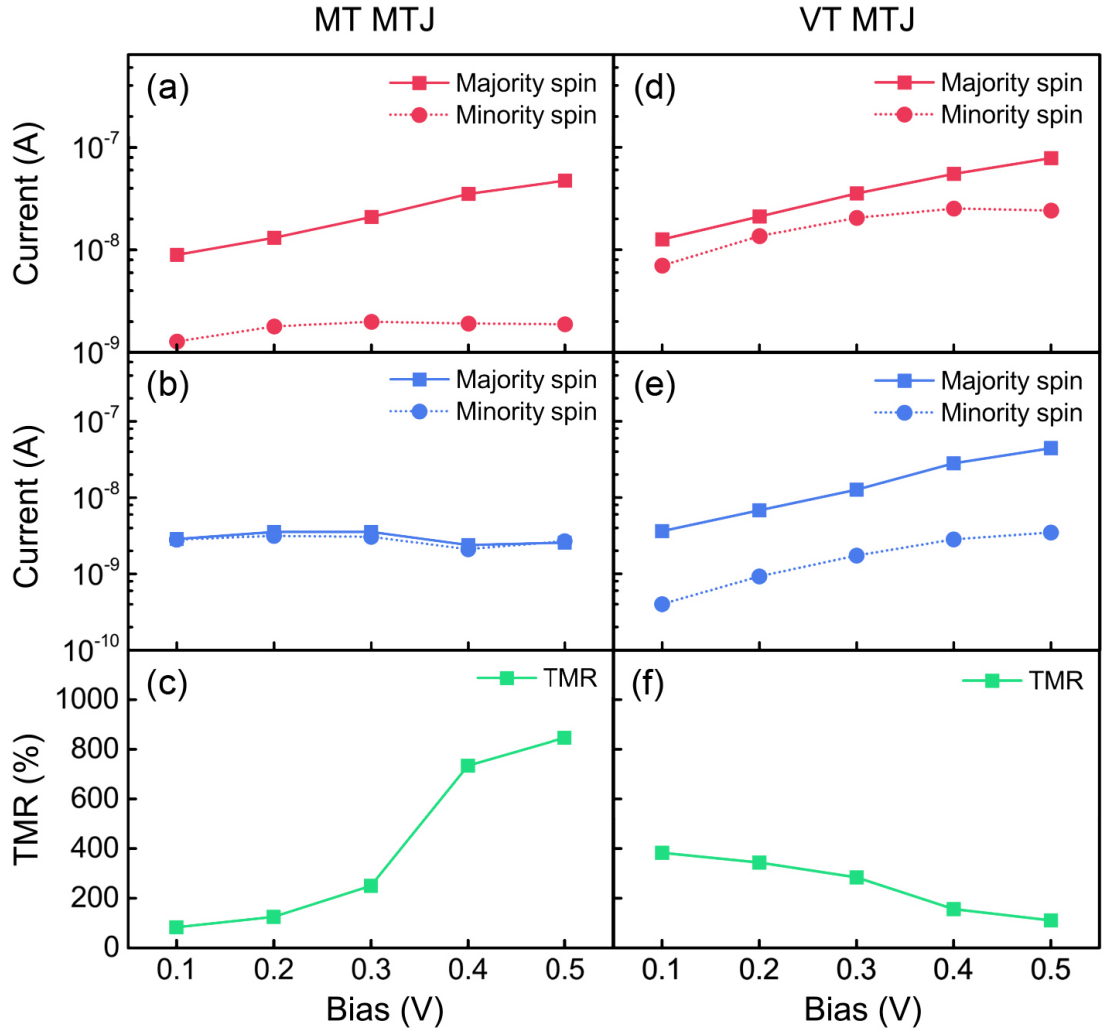 MT MTJ
VT MTJ
(a)
Majority spin
Minority spin
Current (A)
10⁻⁷
10⁻⁸
10⁻⁹
(d)
Majority spin
Minority spin
(b)
Majority spin
Minority spin
Current (A)
10⁻⁷
10⁻⁸
10⁻⁹
10⁻¹⁰
(e)
Majority spin
Minority spin
(c)
TMR
TMR (%)
1000
800
600
400
200
0
(f)
TMR
0.1 0.2 0.3 0.4 0.5
Bias (V)
0.1 0.2 0.3 0.4 0.5
Bias (V)